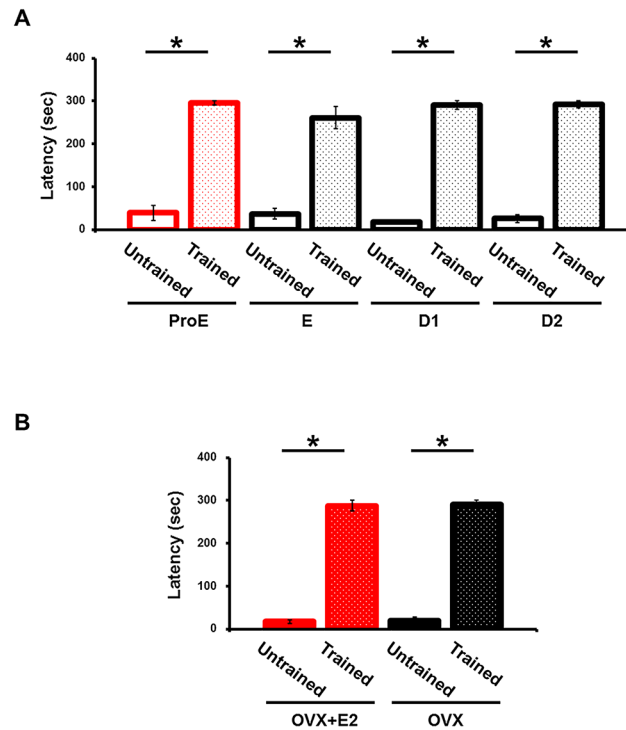 A
* * * *
Latency (sec)
400
300
200
100
0
Untrained Trained Untrained Trained Untrained Trained Untrained Trained
ProE E D1 D2
B
* *
Latency (sec)
400
300
200
100
0
Untrained Trained Untrained Trained
OVX+E2 OVX